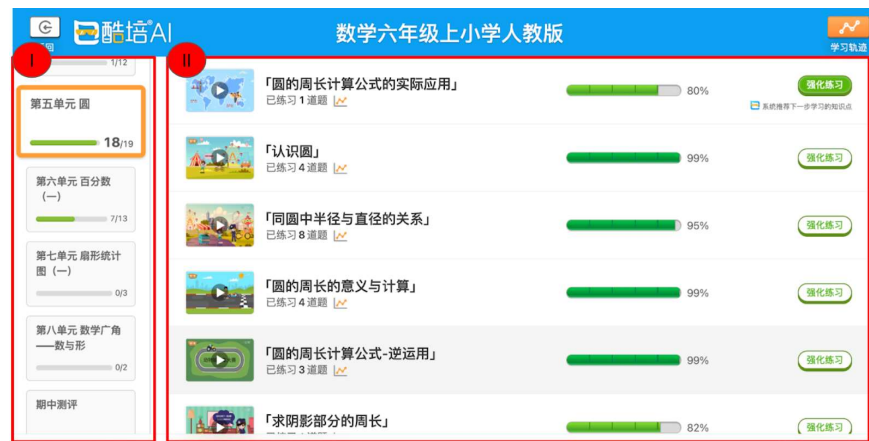 酷培®AI
数学六年级上小学人教版
学习轨迹
I
II
1/12
第五单元 圆
18/19
第六单元 百分数
（一）
7/13
第七单元 扇形统计
图（一）
0/3
第八单元 数学广角
——数与形
0/2
期中测评
「圆的周长计算公式的实际应用」
已练习 1 道题
80%
强化练习
系统推荐下一步学习的知识点
「认识圆」
已练习 4 道题
99%
强化练习
「同圆中半径与直径的关系」
已练习 8 道题
95%
强化练习
「圆的周长的意义与计算」
已练习 4 道题
99%
强化练习
「圆的周长计算公式-逆运用」
已练习 3 道题
99%
强化练习
「求阴影部分的周长」
82%
强化练习